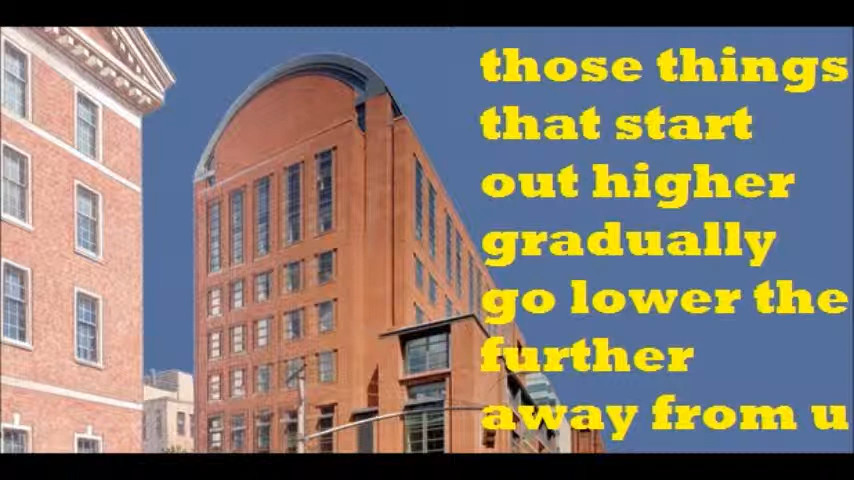 those things
that start
out higher
gradually
go lower the
further
away from u